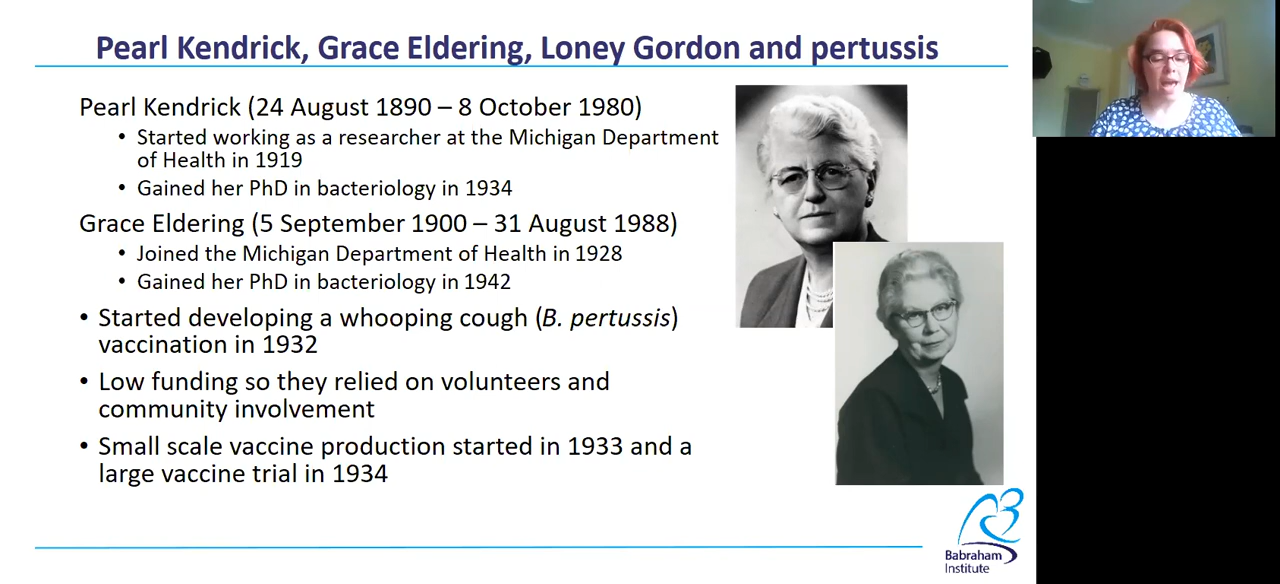 Pearl Kendrick, Grace Eldering, Loney Gordon and pertussis
Pearl Kendrick (24 August 1890 – 8 October 1980)
• Started working as a researcher at the Michigan Department
of Health in 1919
• Gained her PhD in bacteriology in 1934
Grace Eldering (5 September 1900 – 31 August 1988)
• Joined the Michigan Department of Health in 1928
• Gained her PhD in bacteriology in 1942
• Started developing a whooping cough (B. pertussis)
vaccination in 1932
• Low funding so they relied on volunteers and
community involvement
• Small scale vaccine production started in 1933 and a
large vaccine trial in 1934
Babraham
Institute